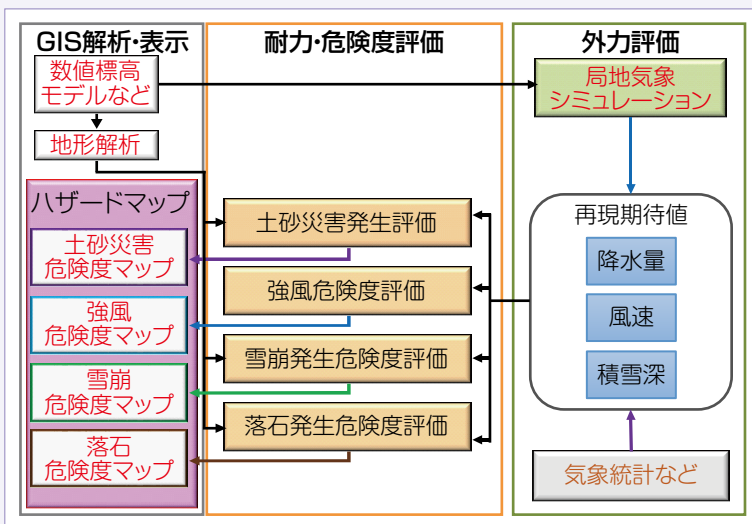 GIS解析・表示
数値標高
モデルなど
地形解析
ハザードマップ
土砂災害
危険度マップ
強風
危険度マップ
雪崩
危険度マップ
落石
危険度マップ
耐力・危険度評価
土砂災害発生評価
強風危険度評価
雪崩発生危険度評価
落石発生危険度評価
外力評価
局地気象
シミュレーション
再現期待値
降水量
風速
積雪深
気象統計など